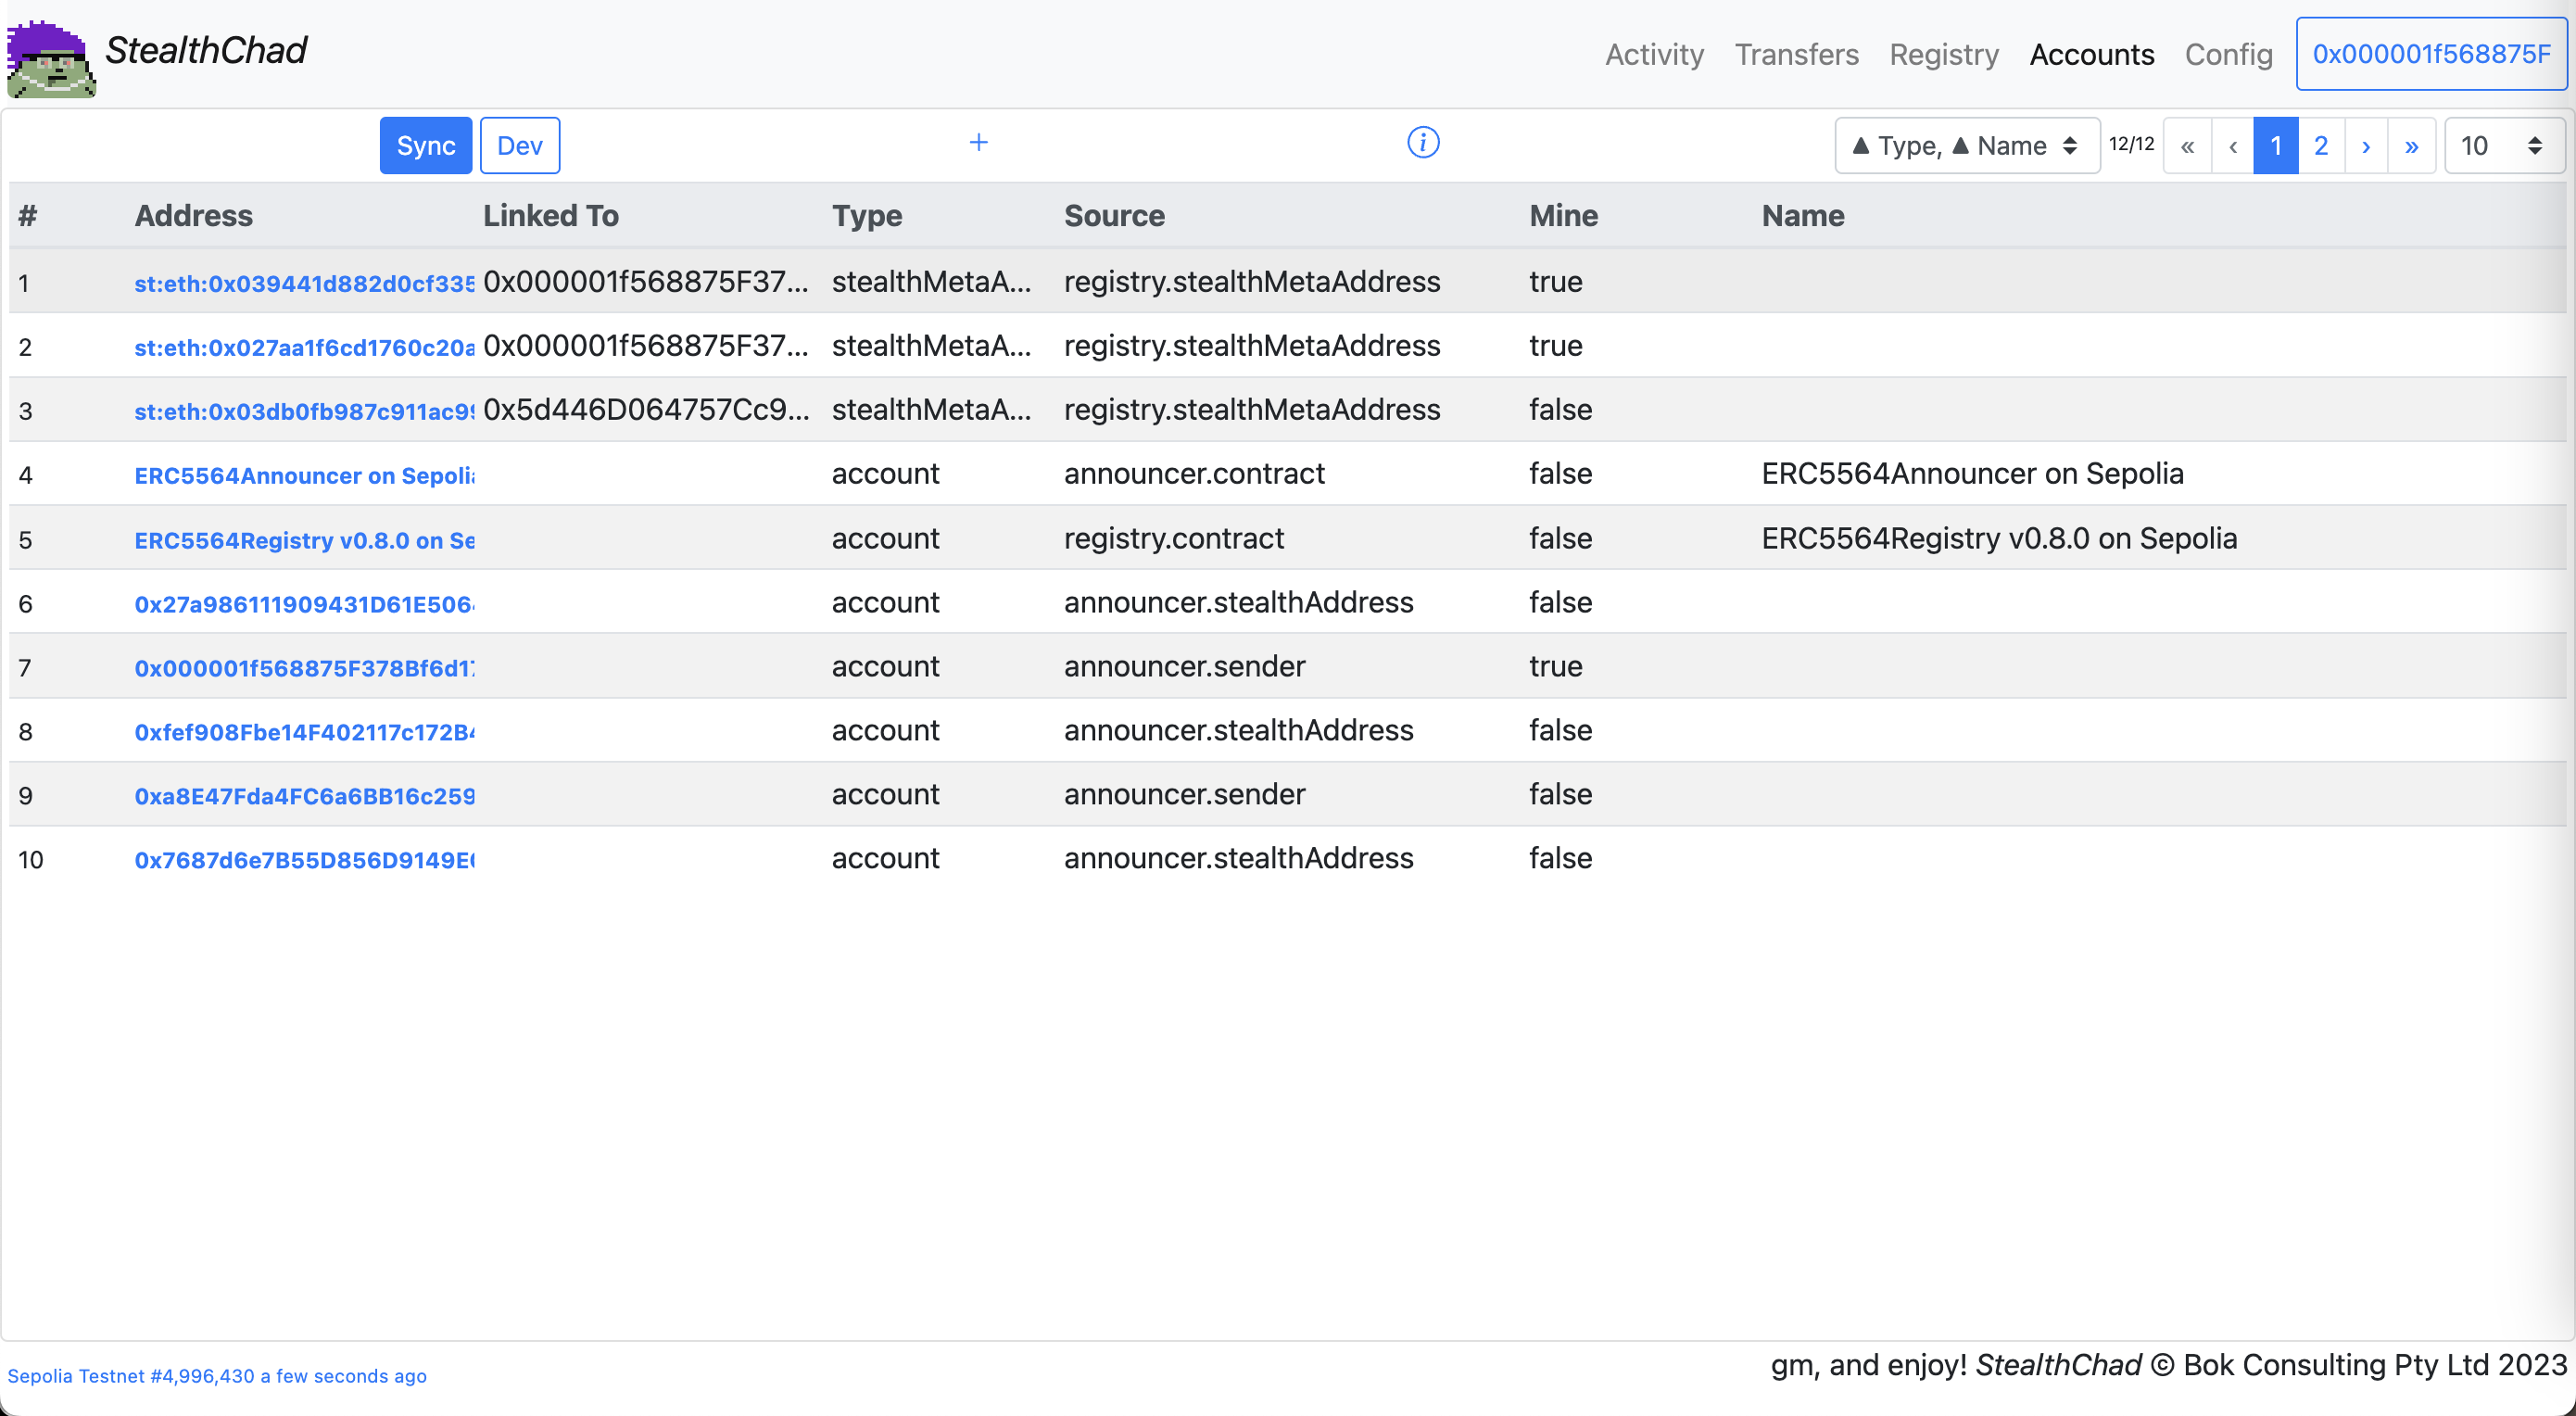 StealthChad Activity Transfers Registry Accounts Config 0x000001f568875F
Sync Dev + i ▲ Type, ▲ Name 12/12 « ‹ 1 2 › » 10
# Address Linked To Type Source Mine Name
1 st:eth:0x039441d882d0cf335 0x000001f568875F37... stealthMetaA... registry.stealthMetaAddress true
2 st:eth:0x027aa1f6cd1760c20a 0x000001f568875F37... stealthMetaA... registry.stealthMetaAddress true
3 st:eth:0x03db0fb987c911ac99 0x5d446D064757Cc9... stealthMetaA... registry.stealthMetaAddress false
4 ERC5564Announcer on Sepolia account announcer.contract false ERC5564Announcer on Sepolia
5 ERC5564Registry v0.8.0 on Se account registry.contract false ERC5564Registry v0.8.0 on Sepolia
6 0x27a986111909431D61E506 account announcer.stealthAddress false
7 0x000001f568875F378Bf6d17 account announcer.sender true
8 0xfef908Fbe14F402117c172B4 account announcer.stealthAddress false
9 0xa8E47Fda4FC6a6BB16c259 account announcer.sender false
10 0x7687d6e7B55D856D9149E account announcer.stealthAddress false
Sepolia Testnet #4,996,430 a few seconds ago gm, and enjoy! StealthChad © Bok Consulting Pty Ltd 2023